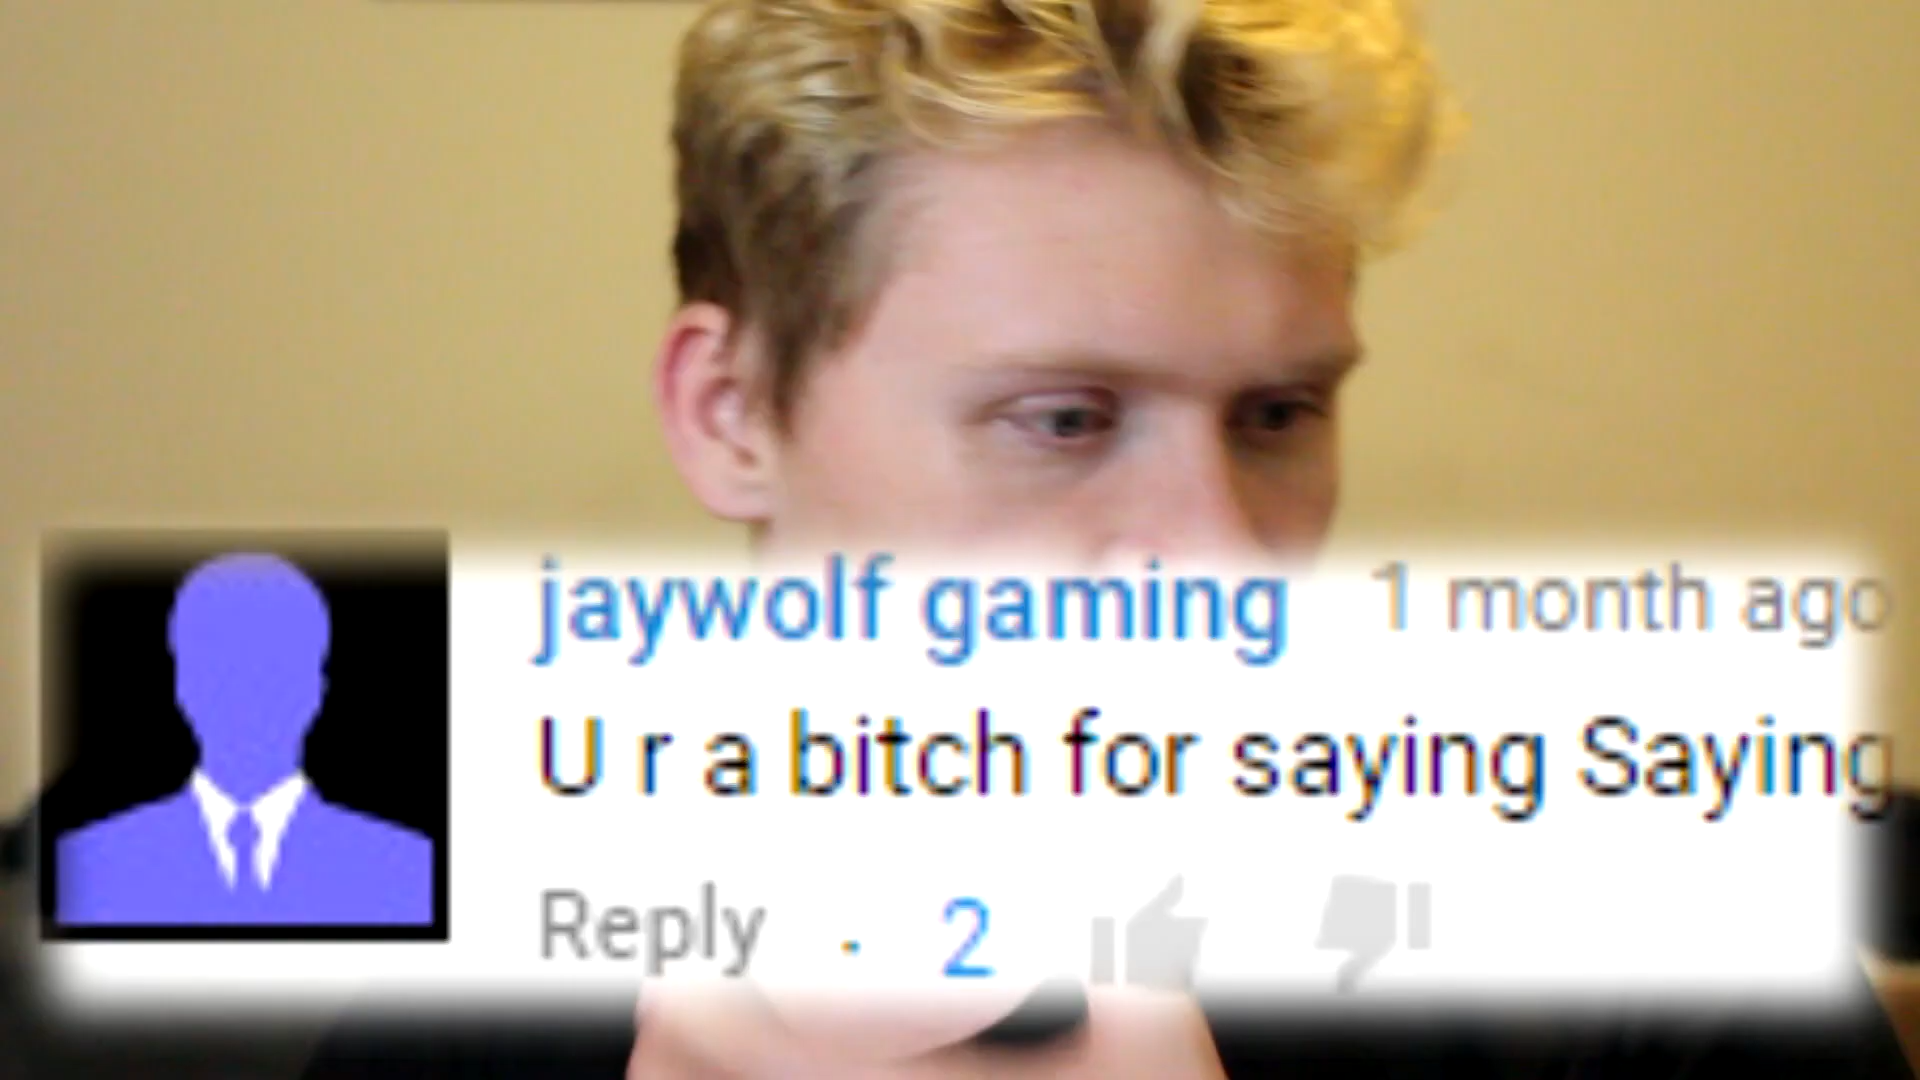 jaywolf gaming 1 month ago
U r a bitch for saying Saying
Reply · 2